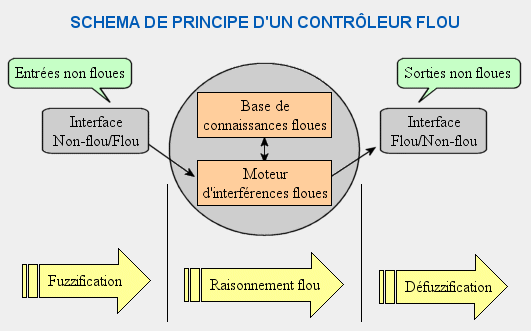 SCHEMA DE PRINCIPE D'UN CONTRÔLEUR FLOU
Entrées non floues
Sorties non floues
Interface
Non-flou/Flou
Base de
connaissances floues
Interface
Flou/Non-flou
Moteur
d'interférences floues
Fuzzification
Raisonnement flou
Défuzzification